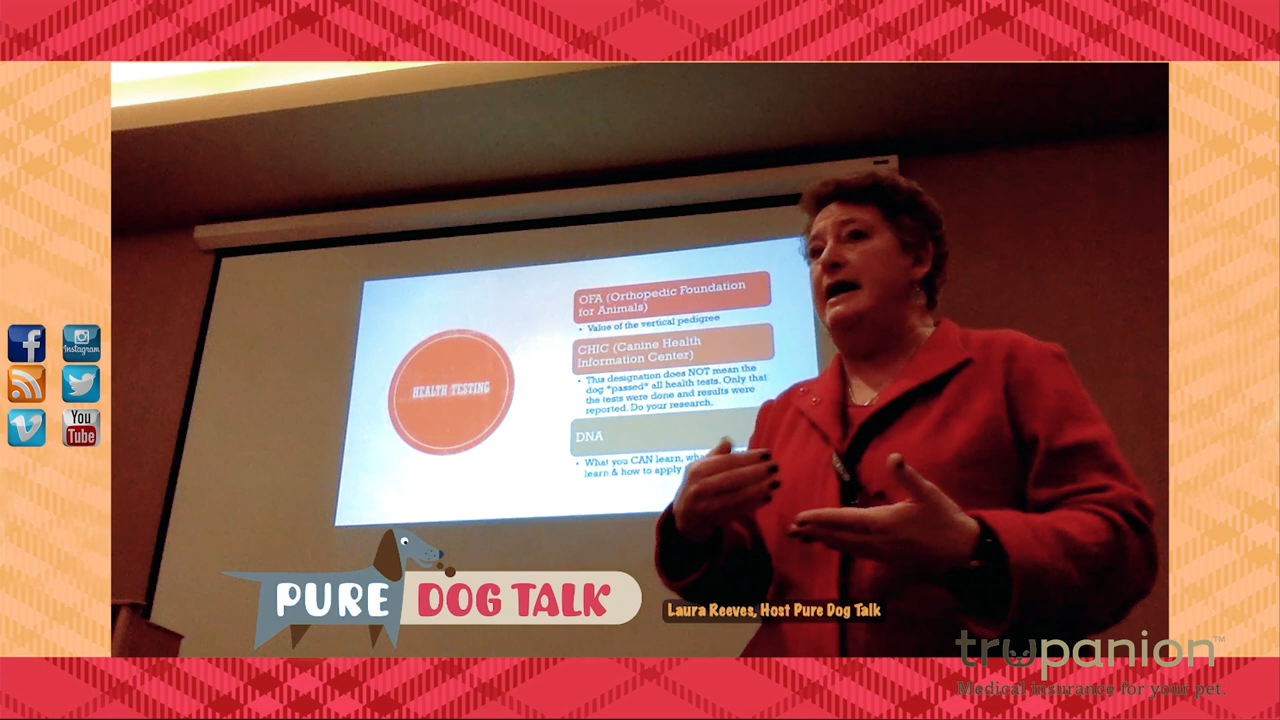 OFA (Orthopedic Foundation
for Animals)
• Value of the vertical pedigree
CHIC (Canine Health
Information Center)
• This designation does NOT mean the
dog *passed* all health tests. Only that
the tests were done and results were
reported. Do your research.
DNA
• What you CAN learn,
learn & how to apply
HEALTH TESTING
Instagram
You
Tube
PURE DOG TALK
Laura Reeves, Host Pure Dog Talk
trupanion™
Medical insurance for your pet.